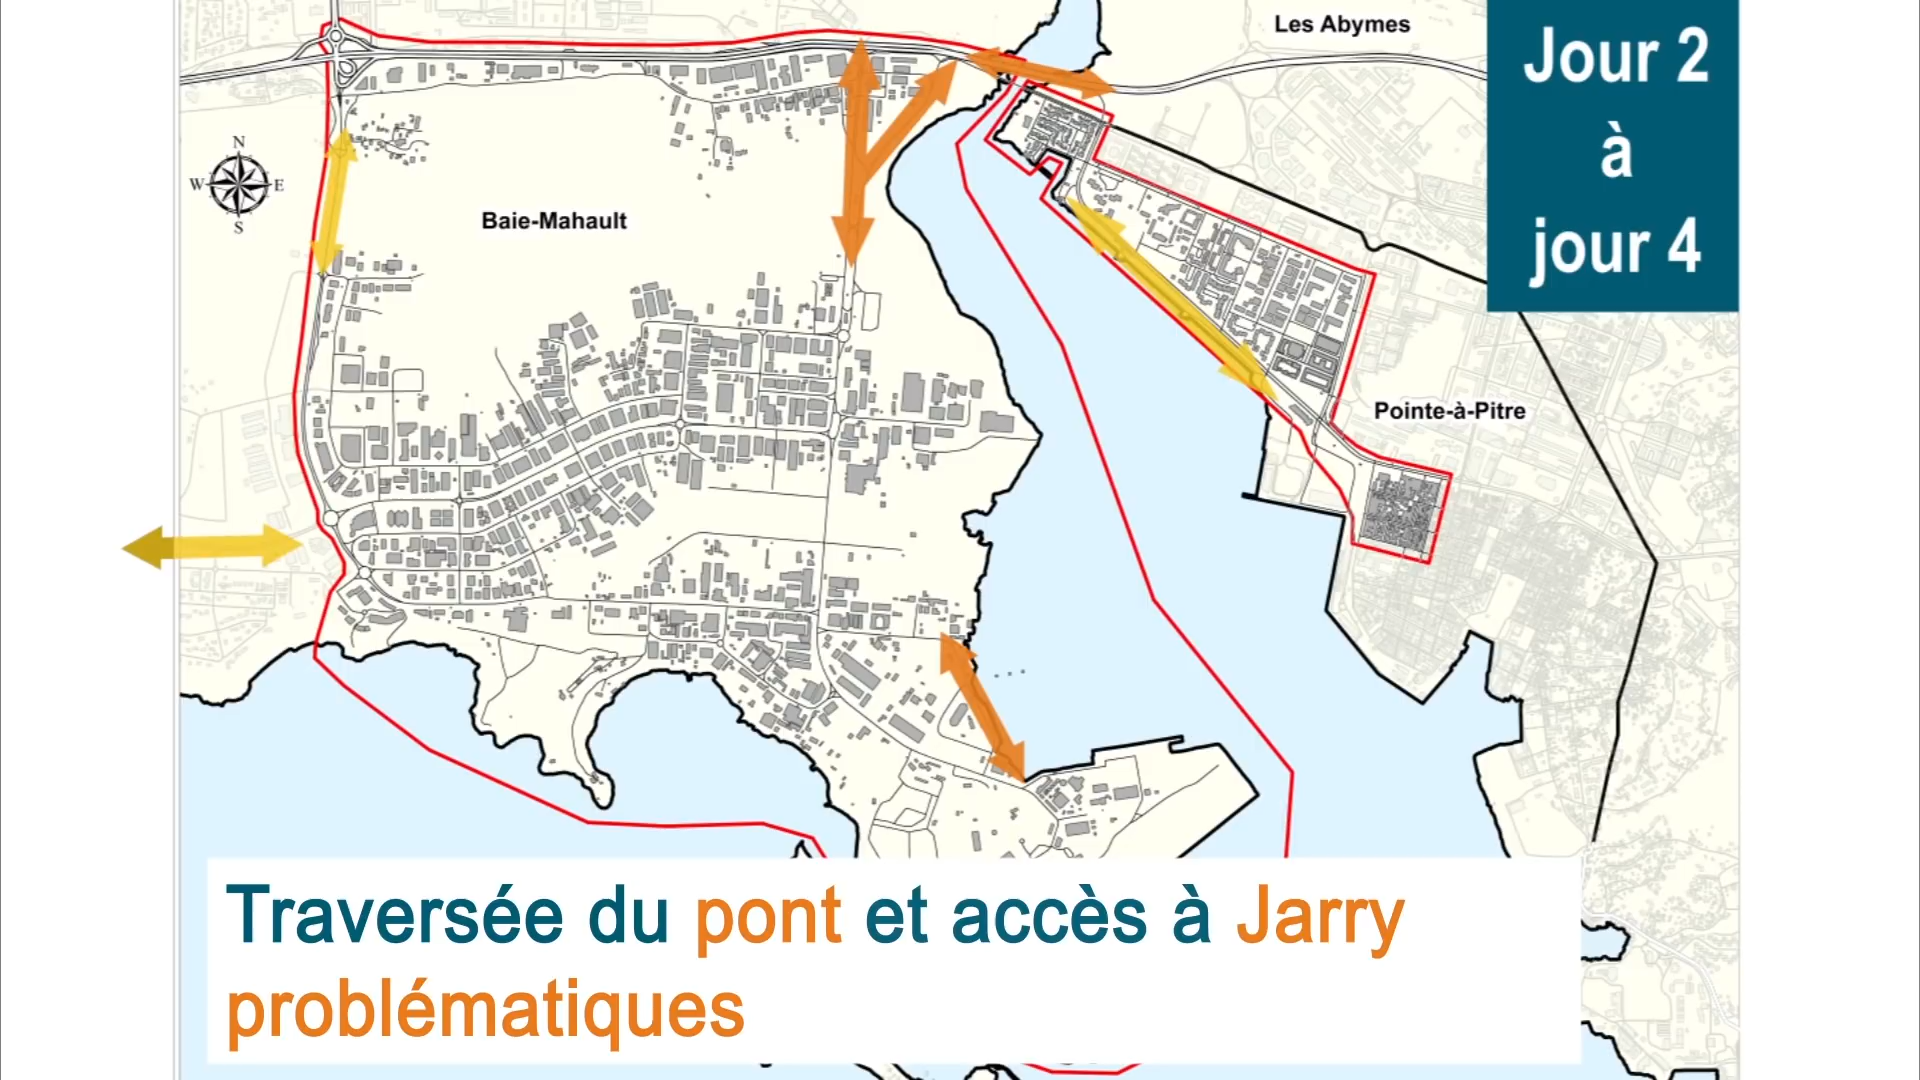 Les Abymes
Jour 2
à
jour 4
N
W
E
S
Baie-Mahault
Pointe-à-Pitre
Traversée du pont et accès à Jarry
problématiques